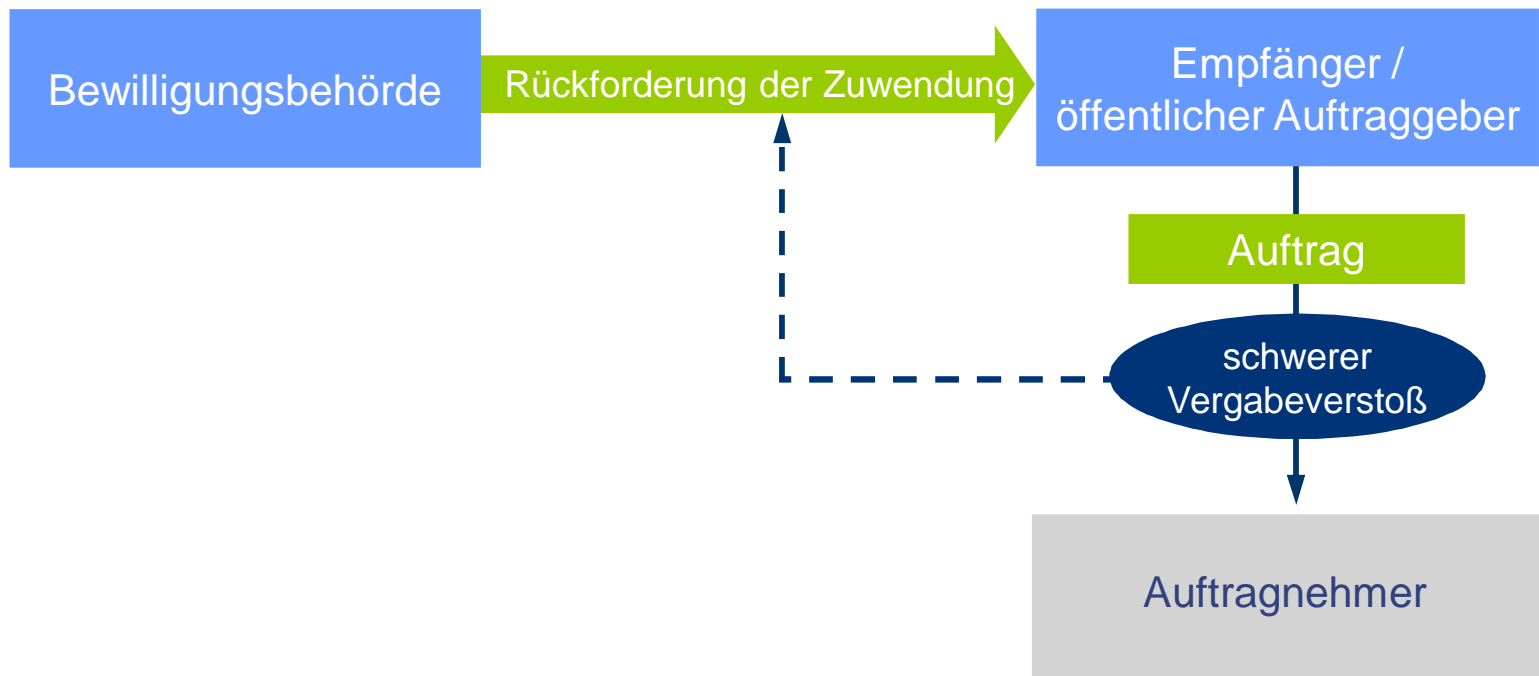 Bewilligungsbehörde
Rückforderung der Zuwendung
Empfänger /
öffentlicher Auftraggeber
Auftrag
schwerer
Vergabeverstoß
Auftragnehmer